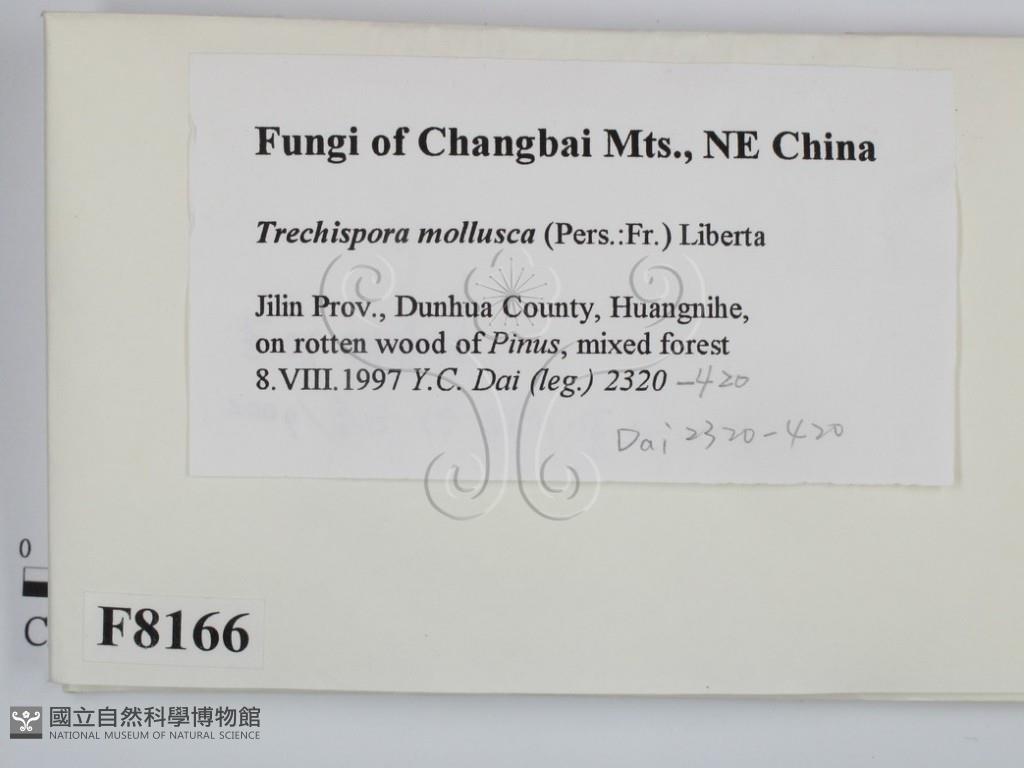 Fungi of Changbai Mts., NE China
Trechispora mollusca (Pers.:Fr.) Liberta
Jilin Prov., Dunhua County, Huangnihe,
on rotten wood of Pinus, mixed forest
8.VIII.1997 Y.C. Dai (leg.) 2320 -420
Dai 2320-420
0
C
F8166
國立自然科學博物館
NATIONAL MUSEUM OF NATURAL SCIENCE